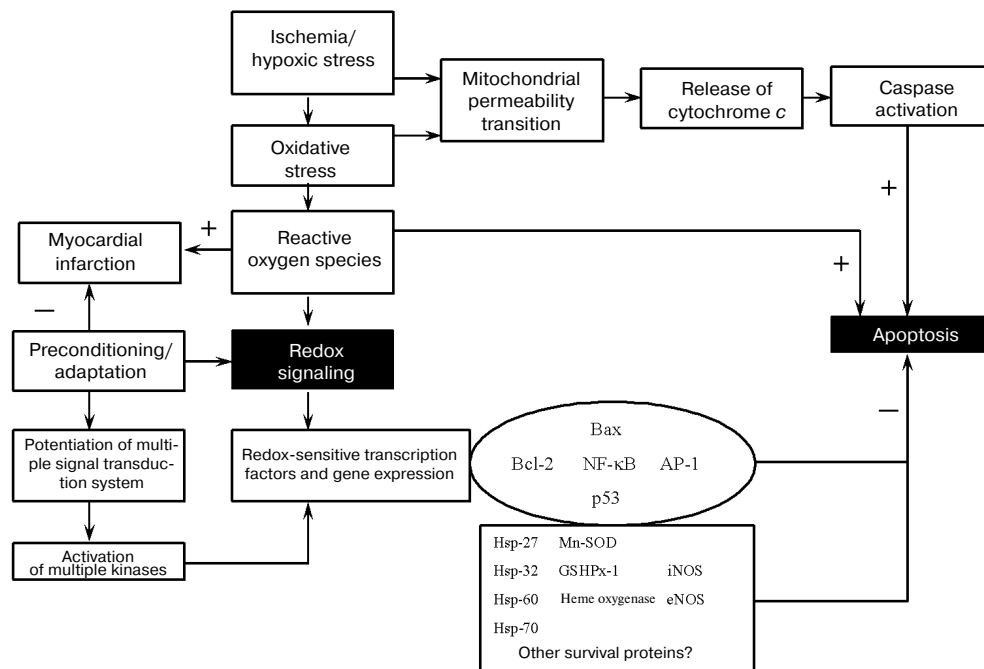 Ischemia/
hypoxic stress
Mitochondrial
permeability
transition
Release of
cytochrome c
Caspase
activation
Oxidative
stress
+
Myocardial
infarction
+
Reactive
oxygen species
+
—
Preconditioning/
adaptation
Redox
signaling
Apoptosis
—
Potentiation of multi-
ple signal transduc-
tion system
Redox-sensitive transcription
factors and gene expression
Bax
Bcl-2 NF-κB AP-1
p53
Activation
of multiple kinases
Hsp-27 Mn-SOD
Hsp-32 GSHPx-1 iNOS
Hsp-60 Heme oxygenase eNOS
Hsp-70
Other survival proteins?